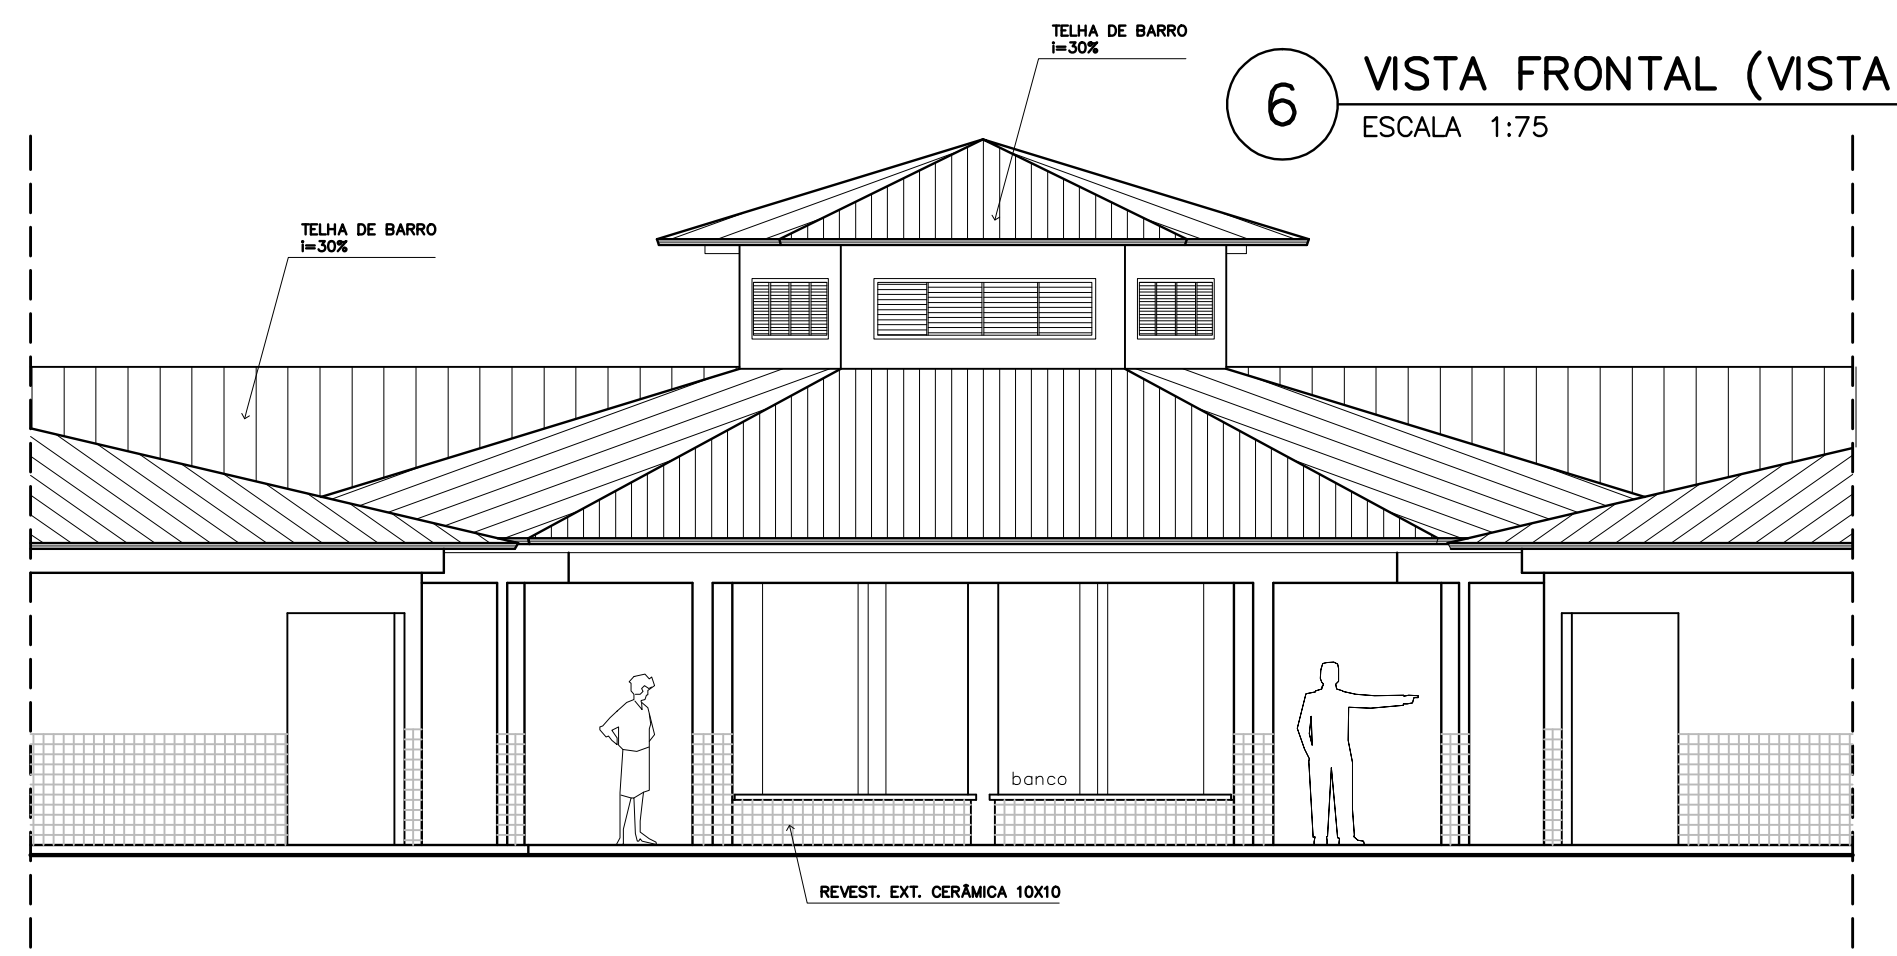 TELHA DE BARRO
i=30%
6
VISTA FRONTAL (VISTA
ESCALA 1:75
TELHA DE BARRO
i=30%
banco
REVEST. EXT. CERÂMICA 10X10